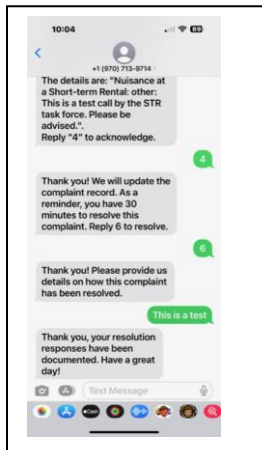 10:04
89
+1 (970) 713-9714
The details are: "Nuisance at
a Short-term Rental: other:
This is a test call by the STR
task force. Please be
advised.".
Reply "4" to acknowledge.
4
Thank you! We will update the
complaint record. As a
reminder, you have 30
minutes to resolve this
complaint. Reply 6 to resolve.
6
Thank you! Please provide us
details on how this complaint
has been resolved.
This is a test
Thank you, your resolution
responses have been
documented. Have a great
day!
Text Message
Cash